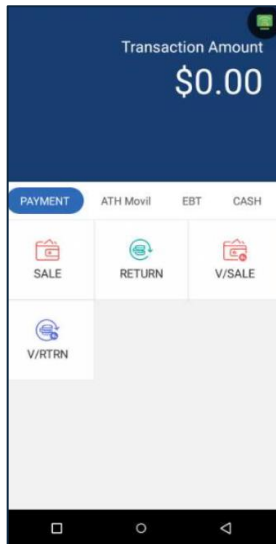 Transaction Amount
$0.00
PAYMENT ATH Movil EBT CASH
SALE RETURN V/SALE
V/RTRN